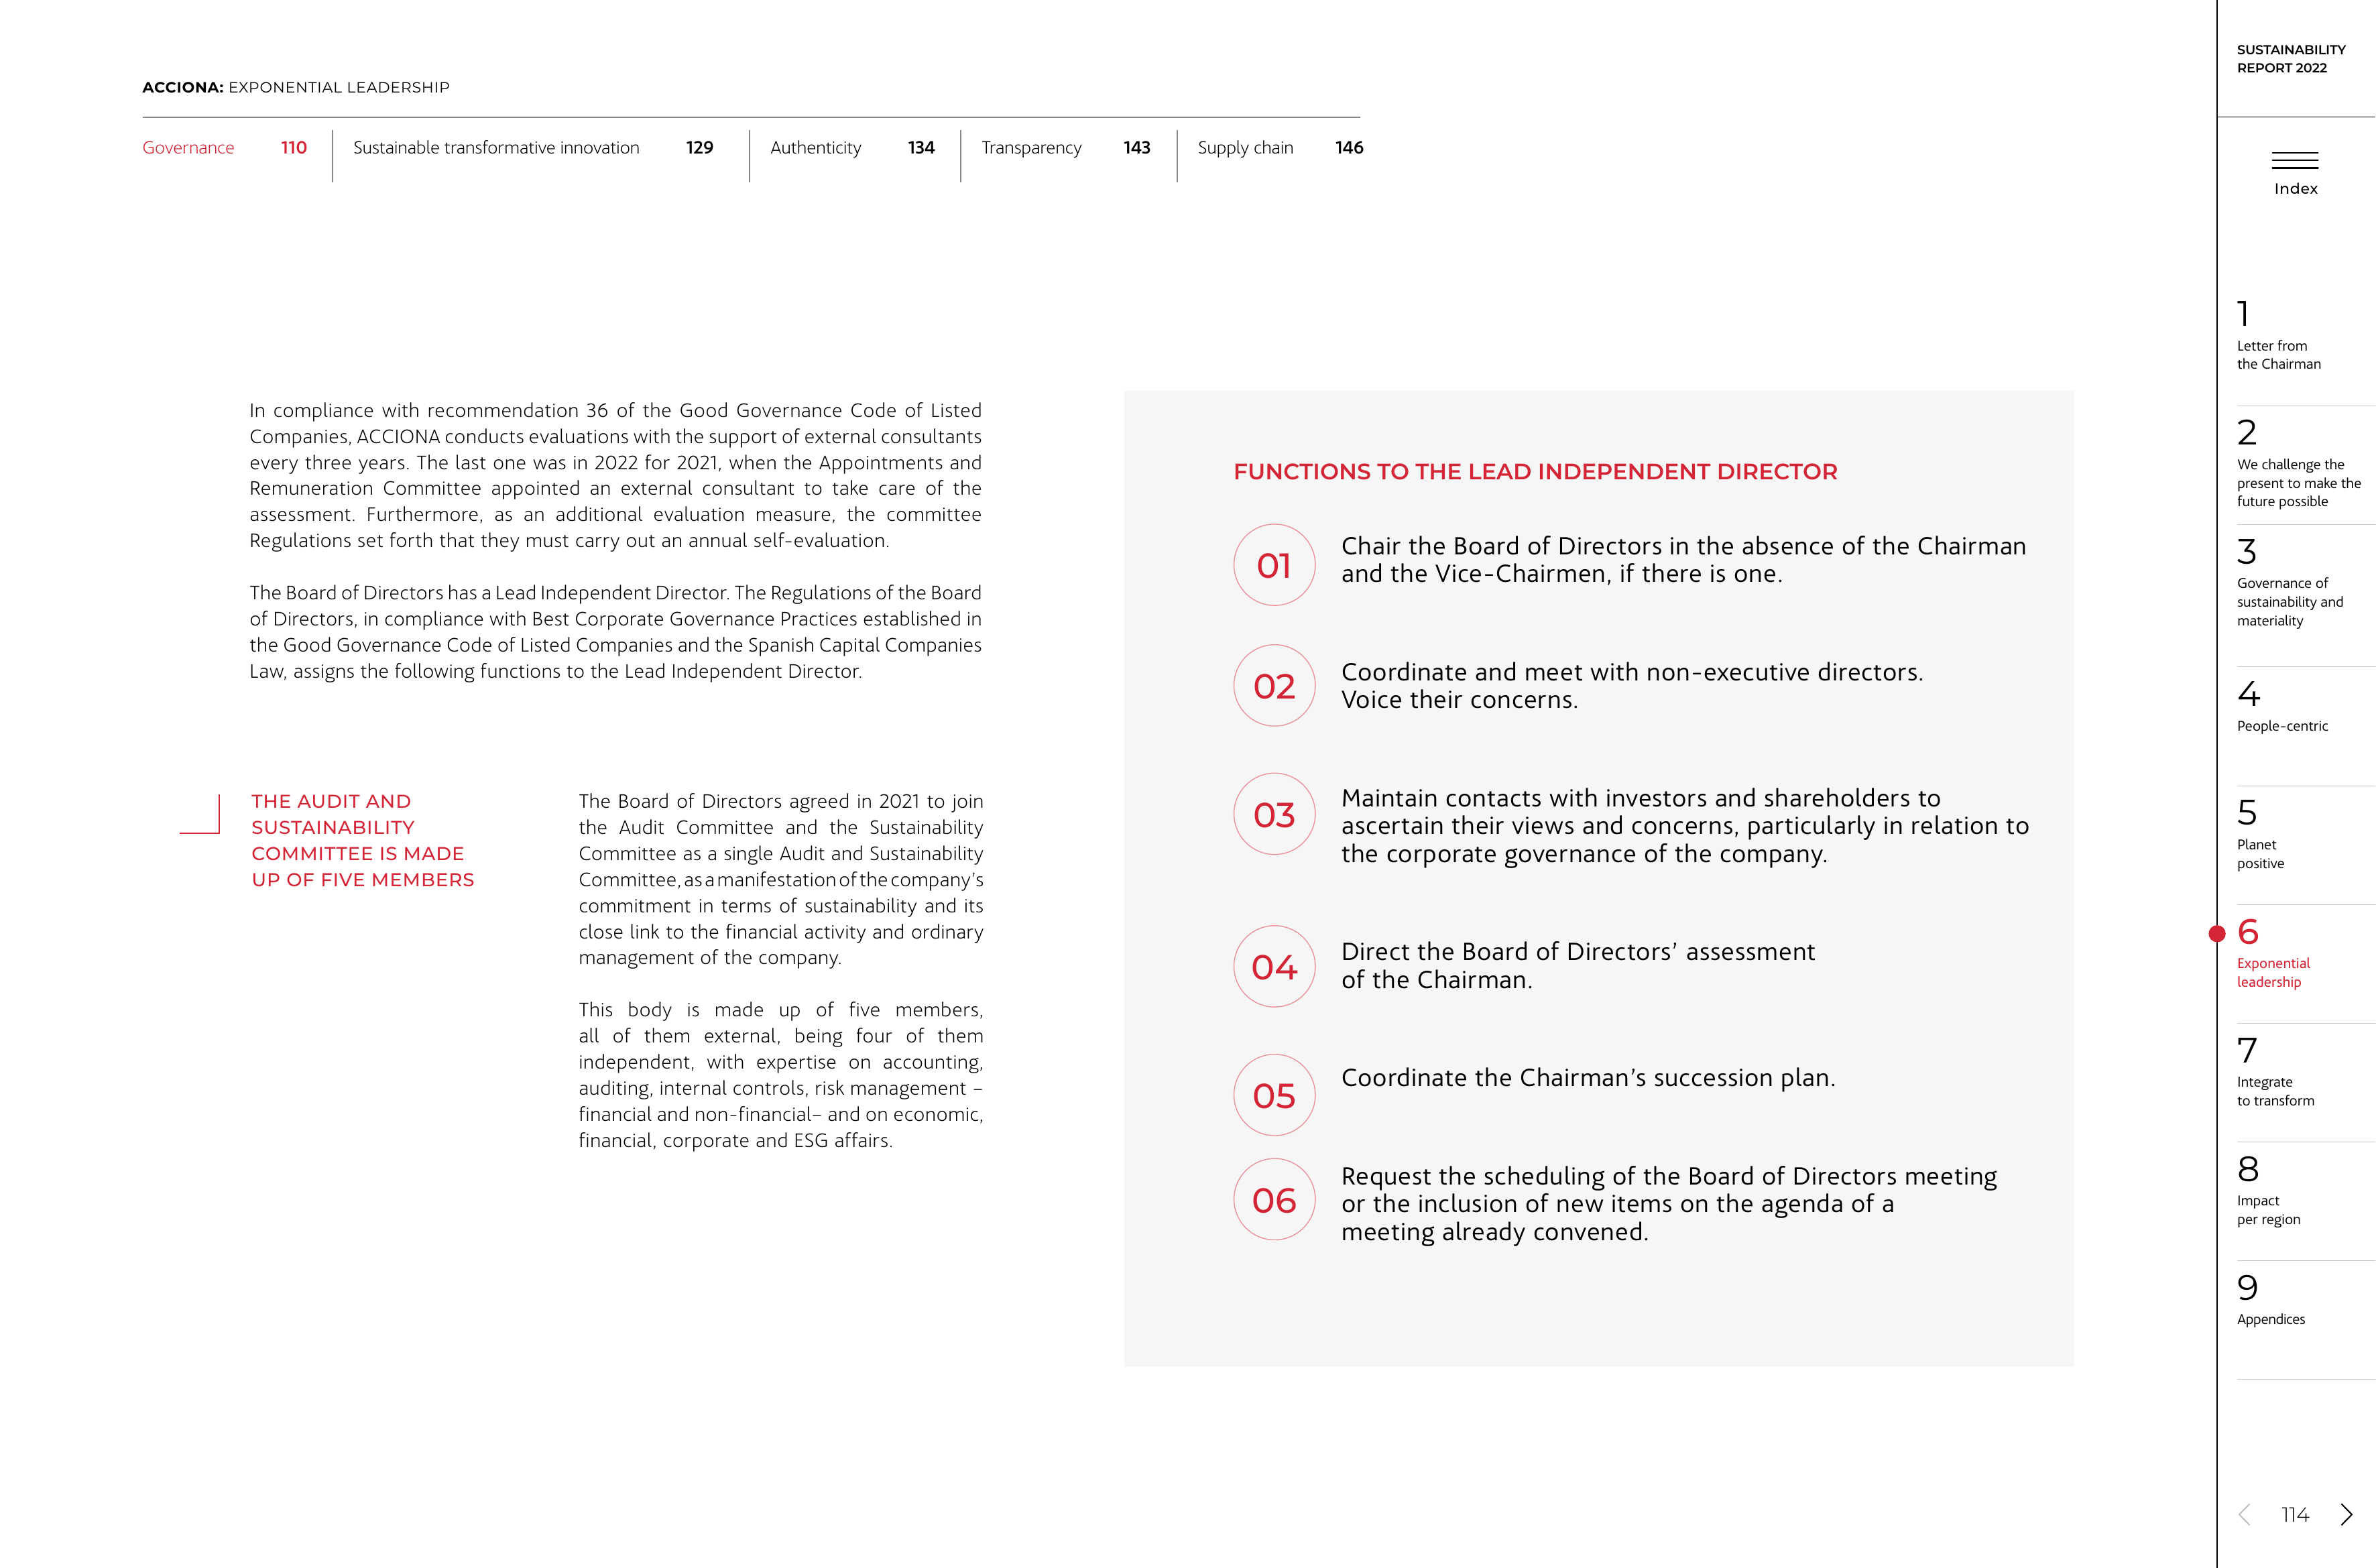 ACCIONA: EXPONENTIAL LEADERSHIP
Governance 110 Sustainable transformative innovation 129 Authenticity 134 Transparency 143 Supply chain 146
In compliance with recommendation 36 of the Good Governance Code of Listed
Companies, ACCIONA conducts evaluations with the support of external consultants
every three years. The last one was in 2022 for 2021, when the Appointments and
Remuneration Committee appointed an external consultant to take care of the
assessment. Furthermore, as an additional evaluation measure, the committee
Regulations set forth that they must carry out an annual self-evaluation.
The Board of Directors has a Lead Independent Director. The Regulations of the Board
of Directors, in compliance with Best Corporate Governance Practices established in
the Good Governance Code of Listed Companies and the Spanish Capital Companies
Law, assigns the following functions to the Lead Independent Director.
THE AUDIT AND
SUSTAINABILITY
COMMITTEE IS MADE
UP OF FIVE MEMBERS
The Board of Directors agreed in 2021 to join
the Audit Committee and the Sustainability
Committee as a single Audit and Sustainability
Committee, as a manifestation of the company's
commitment in terms of sustainability and its
close link to the financial activity and ordinary
management of the company.
This body is made up of five members,
all of them external, being four of them
independent, with expertise on accounting,
auditing, internal controls, risk management –
financial and non-financial– and on economic,
financial, corporate and ESG affairs.
FUNCTIONS TO THE LEAD INDEPENDENT DIRECTOR
01
Chair the Board of Directors in the absence of the Chairman
and the Vice-Chairmen, if there is one.
02
Coordinate and meet with non-executive directors.
Voice their concerns.
03
Maintain contacts with investors and shareholders to
ascertain their views and concerns, particularly in relation to
the corporate governance of the company.
04
Direct the Board of Directors' assessment
of the Chairman.
05
Coordinate the Chairman's succession plan.
06
Request the scheduling of the Board of Directors meeting
or the inclusion of new items on the agenda of a
meeting already convened.
SUSTAINABILITY
REPORT 2022
Index
1
Letter from
the Chairman
2
We challenge the
present to make the
future possible
3
Governance of
sustainability and
materiality
4
People-centric
5
Planet
positive
6
Exponential
leadership
7
Integrate
to transform
8
Impact
per region
9
Appendices
114